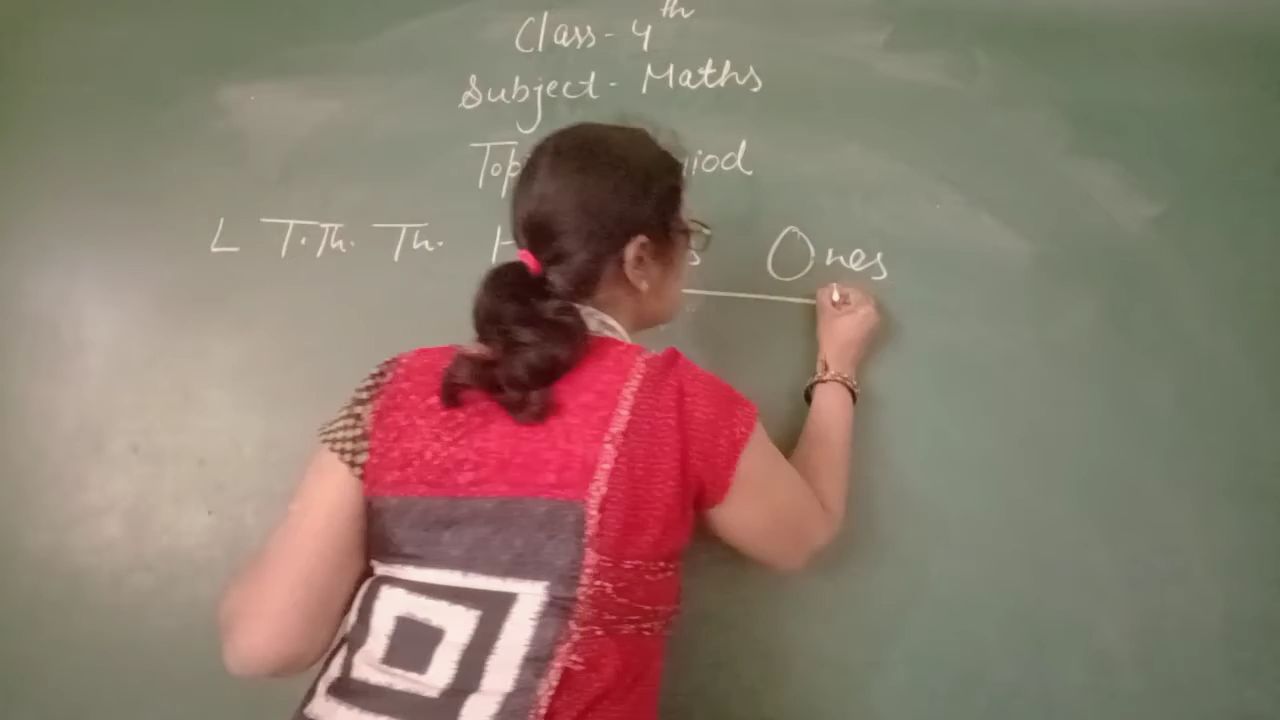 Class - 4th
Subject - Maths
L T.Th. Th. Ones